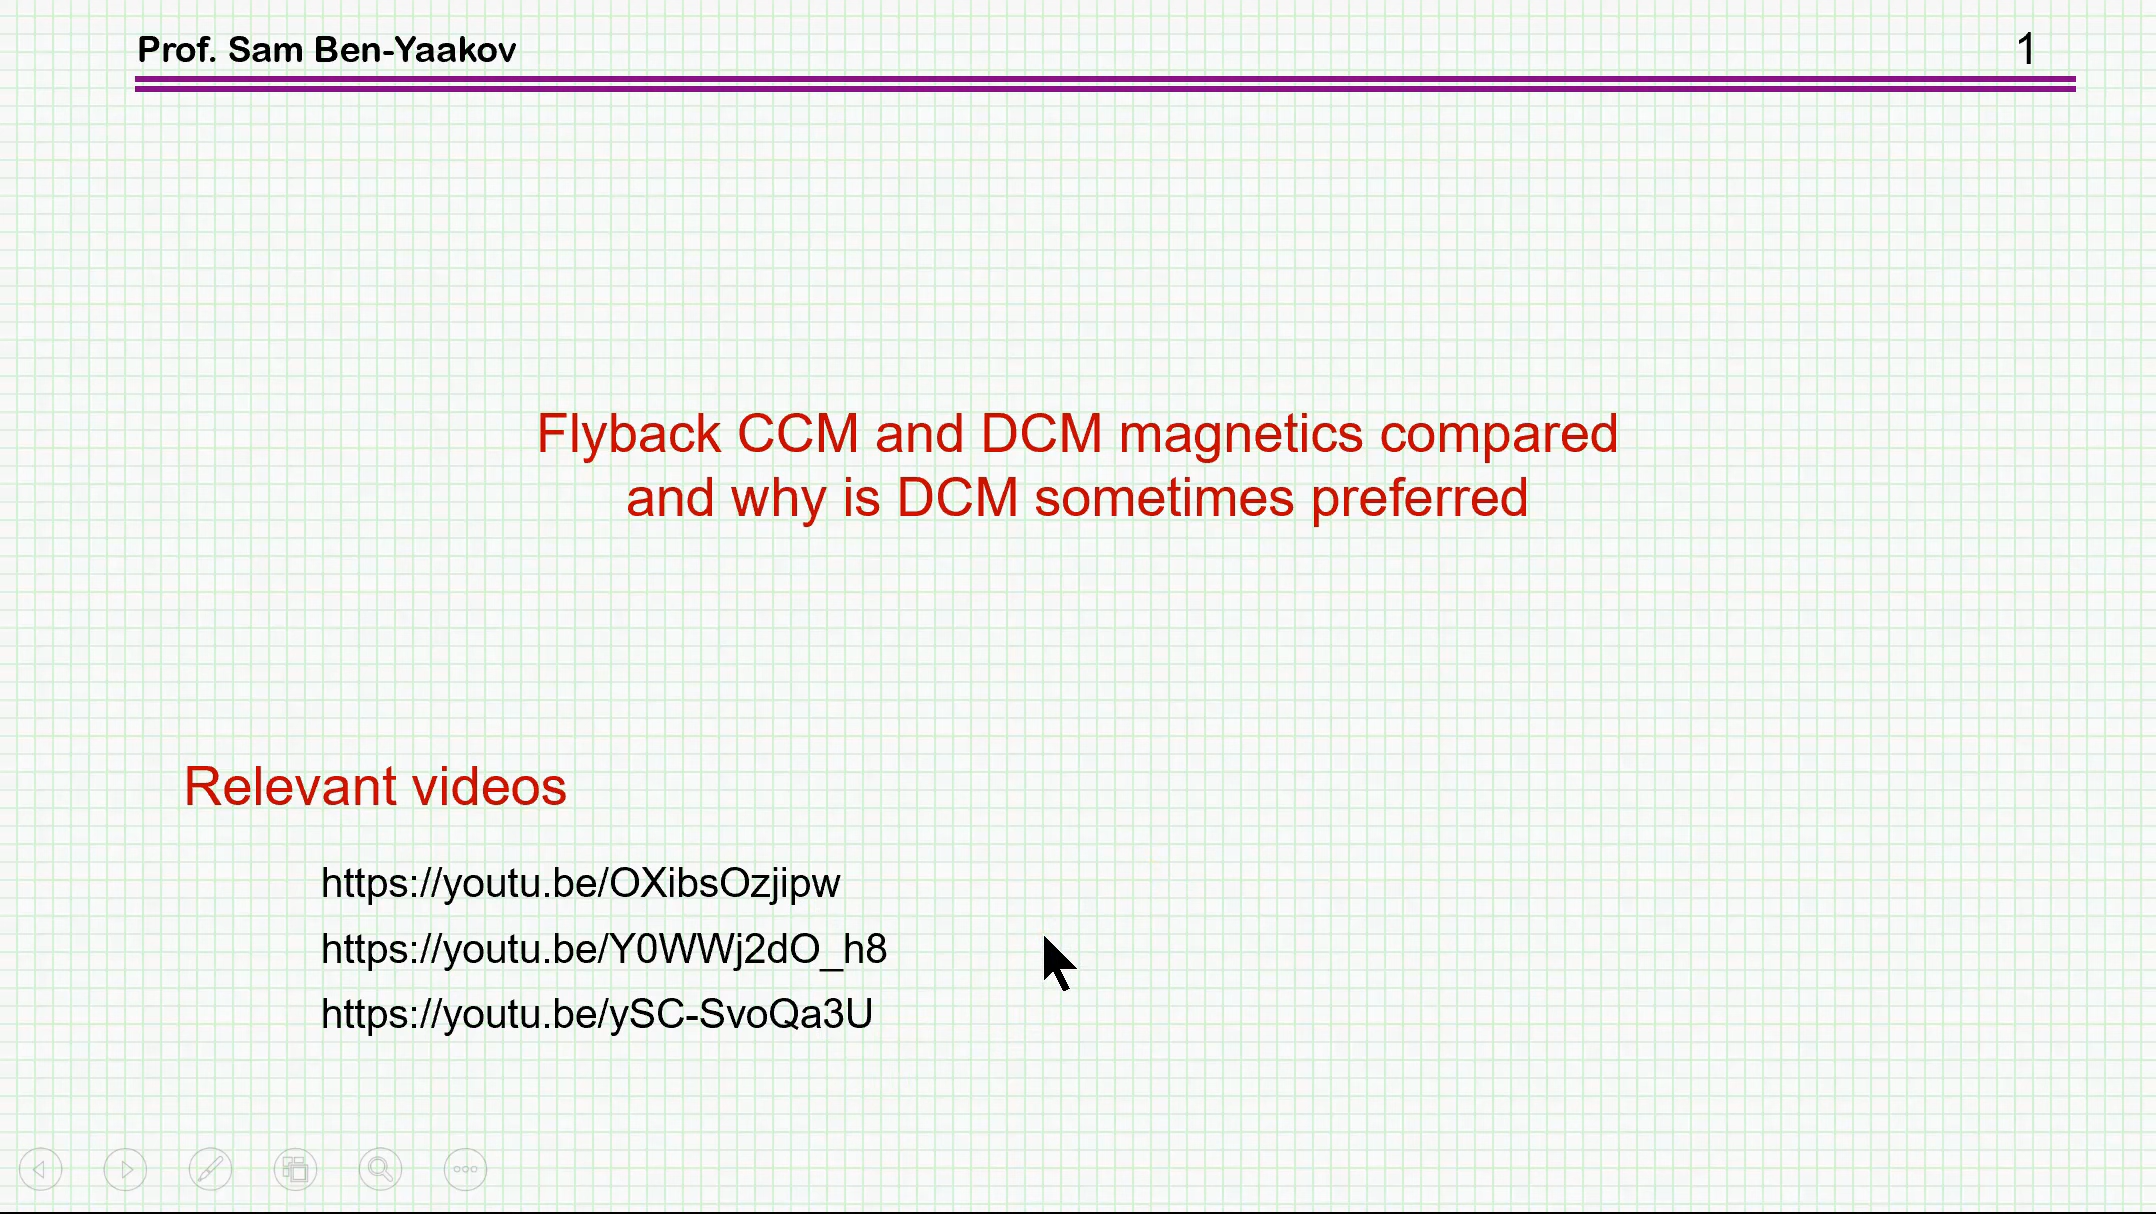 Prof. Sam Ben-Yaakov
1
Flyback CCM and DCM magnetics compared
and why is DCM sometimes preferred
Relevant videos
https://youtu.be/OXibsOzjipw
https://youtu.be/Y0WWj2dO_h8
https://youtu.be/ySC-SvoQa3U